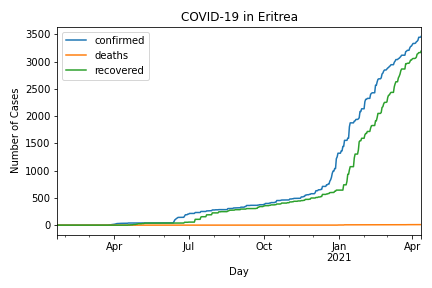 COVID-19 in Eritrea
confirmed
deaths
recovered
Number of Cases
3500
3000
2500
2000
1500
1000
500
0
Apr
Jul
Oct
Jan
2021
Apr
Day